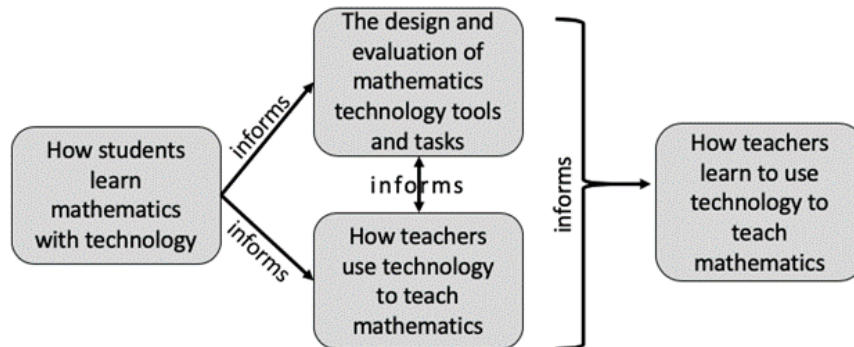 How students
learn
mathematics
with technology
informs
informs
The design and
evaluation of
mathematics
technology tools
and tasks
informs
How teachers
use technology
to teach
mathematics
informs
How teachers
learn to use
technology to
teach
mathematics